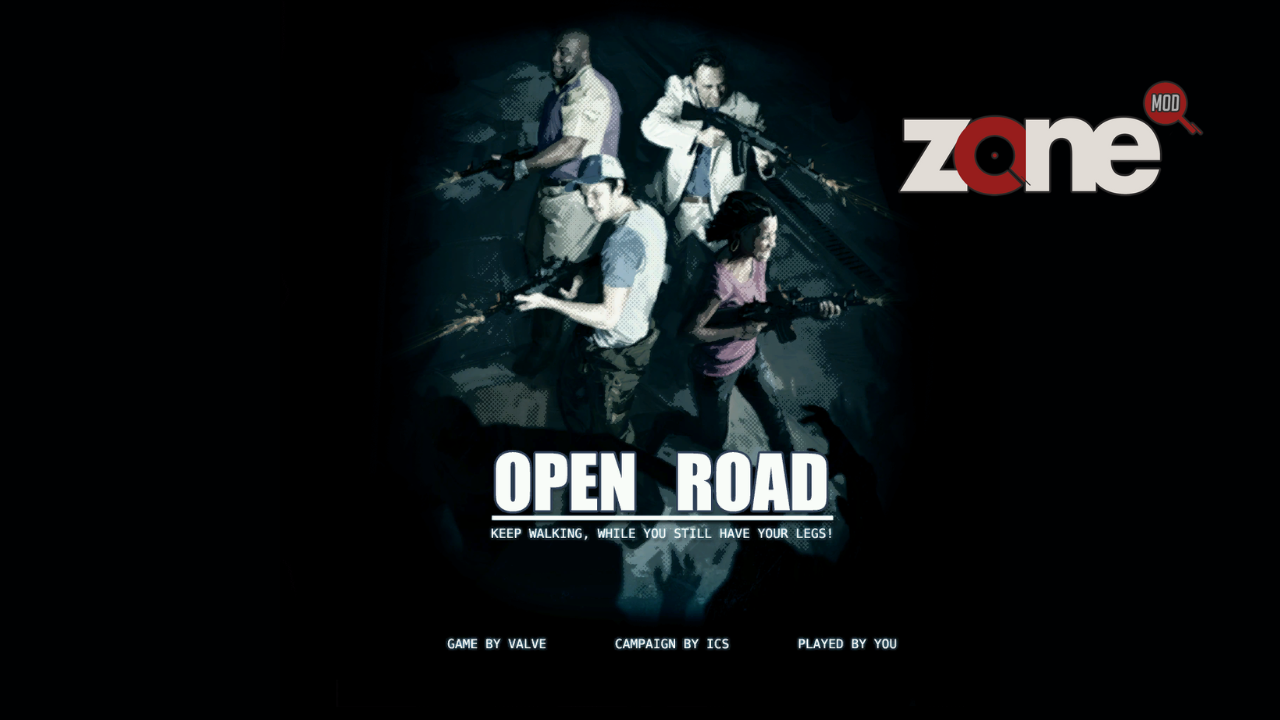 MOD
zone
OPEN ROAD
KEEP WALKING, WHILE YOU STILL HAVE YOUR LEGS!
GAME BY VALVE
CAMPAIGN BY ICS
PLAYED BY YOU